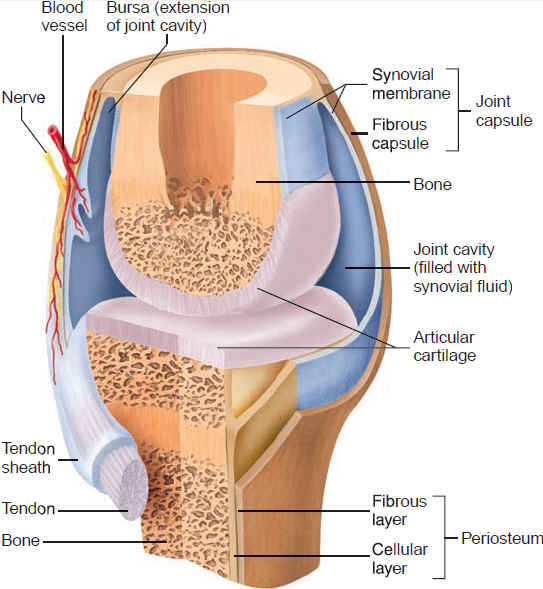 Blood
vessel
Bursa (extension
of joint cavity)
Nerve
Synovial
membrane
Fibrous
capsule
Joint
capsule
Bone
Joint cavity
(filled with
synovial fluid)
Articular
cartilage
Tendon
sheath
Tendon
Bone
Fibrous
layer
Cellular
layer
Periosteum